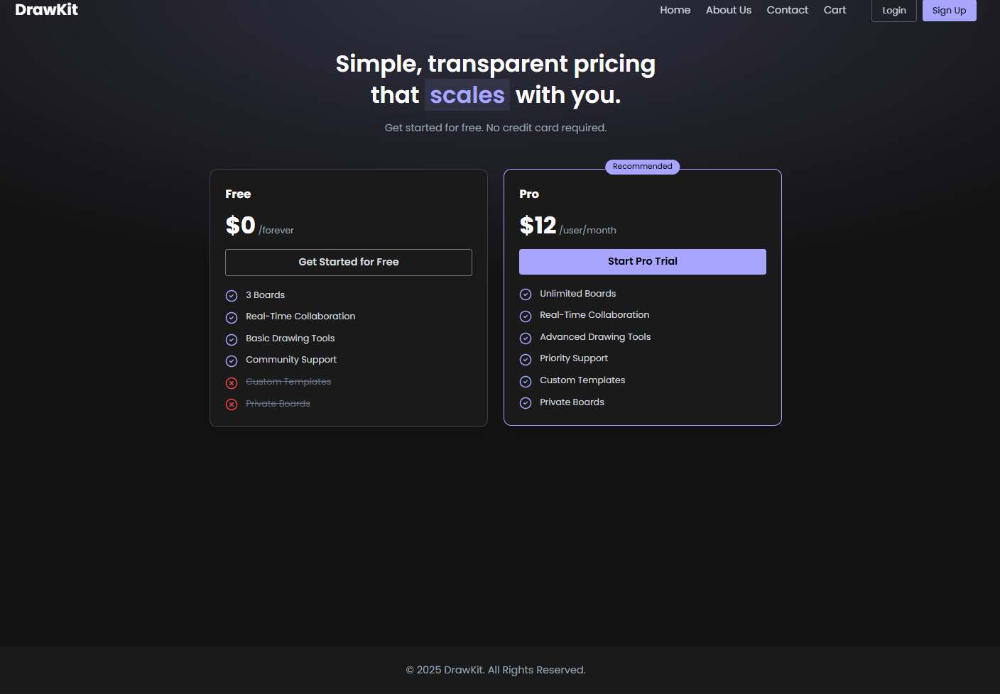 DrawKit
Home About Us Contact Cart Login Sign Up
Simple, transparent pricing
that scales with you.
Get started for free. No credit card required.
Free
$0 /forever
Get Started for Free
3 Boards
Real-Time Collaboration
Basic Drawing Tools
Community Support
Custom Templates
Private Boards
Recommended
Pro
$12 /user/month
Start Pro Trial
Unlimited Boards
Real-Time Collaboration
Advanced Drawing Tools
Priority Support
Custom Templates
Private Boards
© 2025 DrawKit. All Rights Reserved.